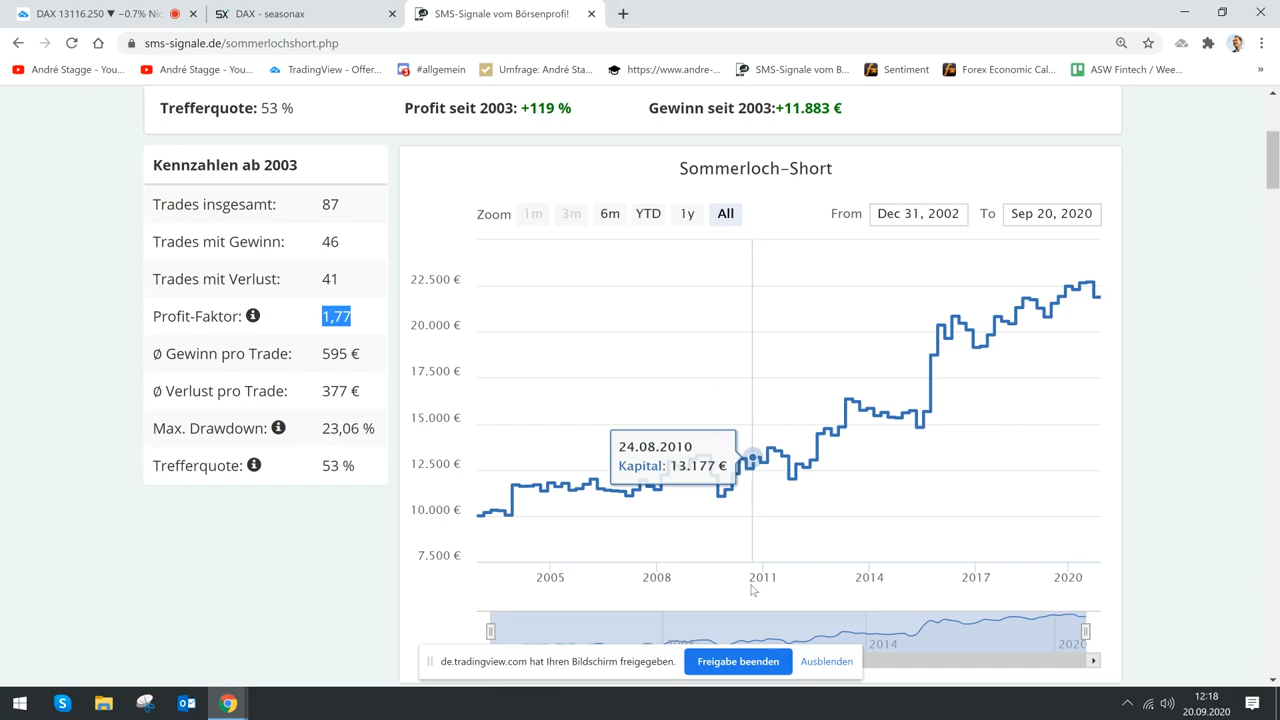 DAX 13116.250 ▼ −0.7% Nic
DAX - seasonax
SMS-Signale vom Börsenprofi!
sms-signale.de/sommerlochshort.php
André Stagge - You...
André Stagge - You...
TradingView - Offer...
#allgemein
Umfrage: André Sta...
https://www.andre-...
SMS-Signale vom B...
Sentiment
Forex Economic Cal...
ASW Fintech / Wee...
»
Trefferquote: 53 %
Profit seit 2003: +119 %
Gewinn seit 2003:+11.883 €
Kennzahlen ab 2003
Trades insgesamt: 87
Trades mit Gewinn: 46
Trades mit Verlust: 41
Profit-Faktor: 1,77
Ø Gewinn pro Trade: 595 €
Ø Verlust pro Trade: 377 €
Max. Drawdown: 23,06 %
Trefferquote: 53 %
Sommerloch-Short
Zoom 1m 3m 6m YTD 1y All
From Dec 31, 2002 To Sep 20, 2020
22.500 €
20.000 €
17.500 €
15.000 €
12.500 €
10.000 €
7.500 €
24.08.2010
Kapital: 13.177 €
2005 2008 2011 2014 2017 2020
2008 2014 2020
de.tradingview.com hat Ihren Bildschirm freigegeben.
Freigabe beenden
Ausblenden
12:18
20.09.2020